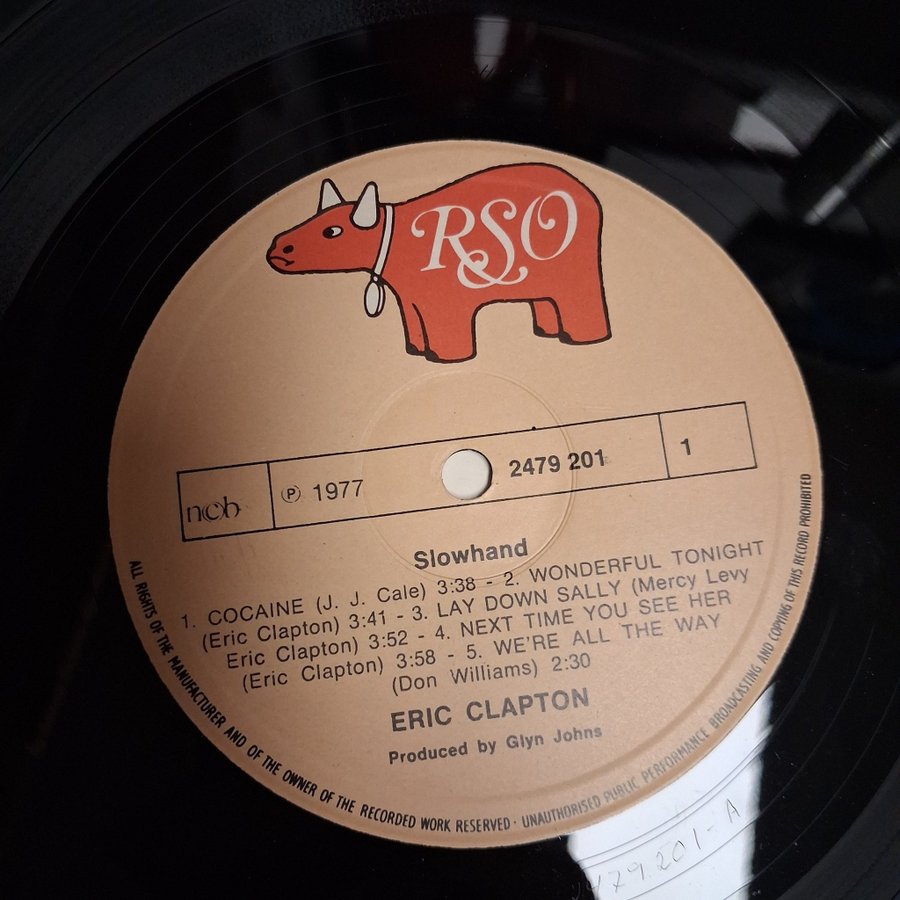 RSO
ncb
℗ 1977
2479 201
1
Slowhand
1. COCAINE (J. J. Cale) 3:38 - 2. WONDERFUL TONIGHT
(Eric Clapton) 3:41 - 3. LAY DOWN SALLY (Mercy Levy
Eric Clapton) 3:52 - 4. NEXT TIME YOU SEE HER
(Eric Clapton) 3:58 - 5. WE'RE ALL THE WAY
(Don Williams) 2:30
ERIC CLAPTON
Produced by Glyn Johns
ALL RIGHTS OF THE MANUFACTURER AND OF THE OWNER OF THE RECORDED WORK RESERVED · UNAUTHORISED PUBLIC PERFORMANCE BROADCASTING AND COPYING OF THIS RECORD PROHIBITED
2479.201-A